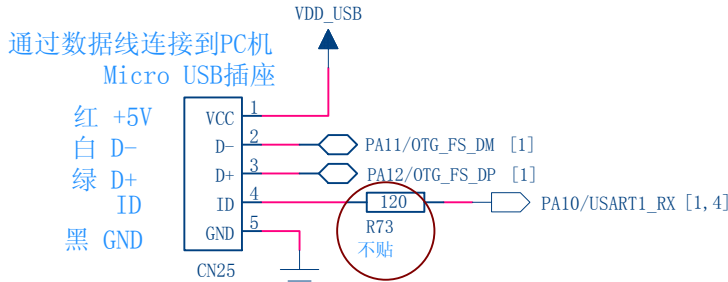 VDD_USB
通过数据线连接到PC机
Micro USB插座
红 +5V
VCC 1
白 D-
D- 2
PA11/OTG_FS_DM [1]
绿 D+
D+ 3
PA12/OTG_FS_DP [1]
ID
ID 4
120
PA10/USART1_RX [1,4]
R73
不贴
黑 GND
GND 5
CN25